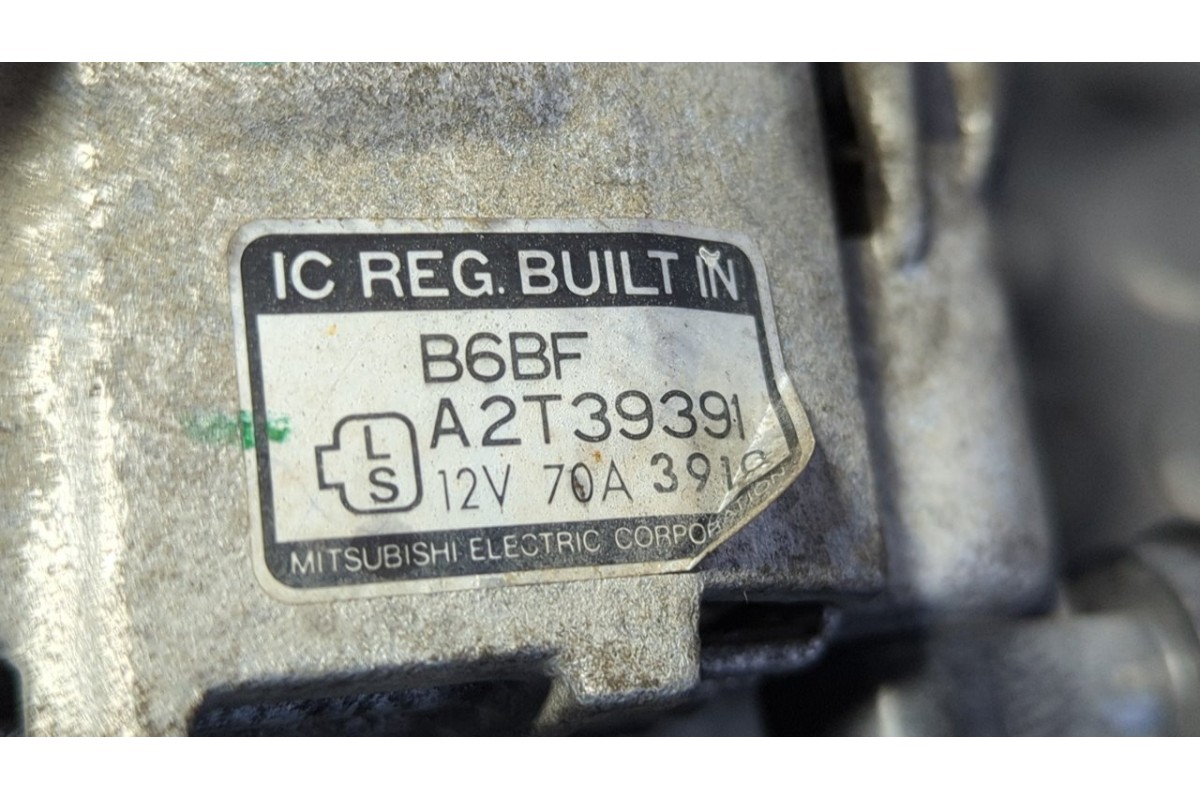 IC REG. BUILT IN
B6BF
A2T39391
L
S
12V 70A
MITSUBISHI ELECTRIC CORPORATION